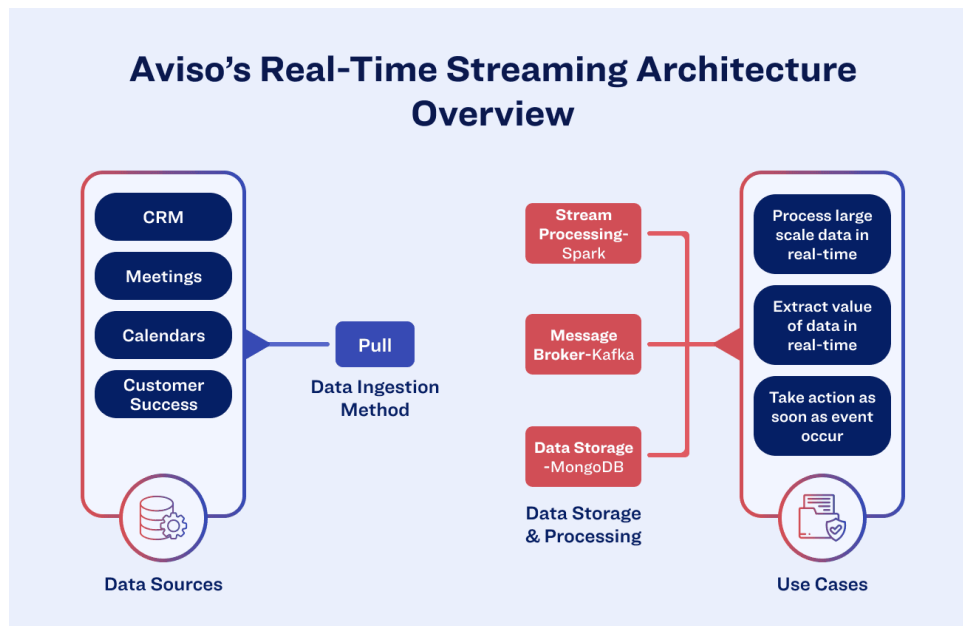 Aviso’s Real-Time Streaming Architecture
Overview
CRM
Meetings
Calendars
Customer
Success
Data Sources
Pull
Data Ingestion
Method
Stream
Processing-
Spark
Message
Broker-Kafka
Data Storage
-MongoDB
Data Storage
& Processing
Process large
scale data in
real-time
Extract value
of data in
real-time
Take action as
soon as event
occur
Use Cases